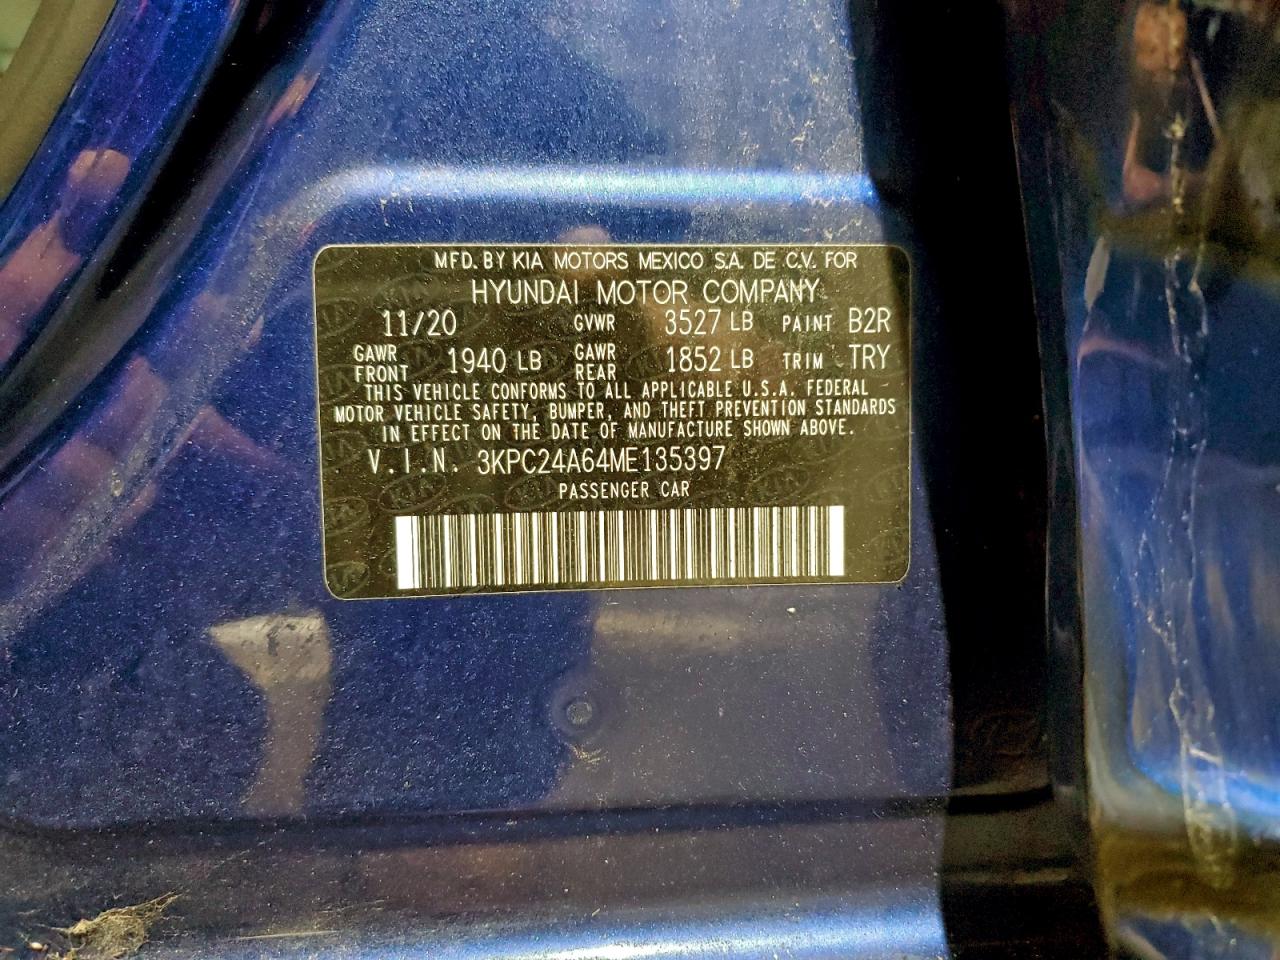 MFD. BY KIA MOTORS MEXICO S.A. DE C.V. FOR
HYUNDAI MOTOR COMPANY
11/20 GVWR 3527 LB PAINT B2R
GAWR FRONT 1940 LB GAWR REAR 1852 LB TRIM TRY
THIS VEHICLE CONFORMS TO ALL APPLICABLE U.S.A. FEDERAL
MOTOR VEHICLE SAFETY, BUMPER, AND THEFT PREVENTION STANDARDS
IN EFFECT ON THE DATE OF MANUFACTURE SHOWN ABOVE.
V.I.N. 3KPC24A64ME135397
PASSENGER CAR